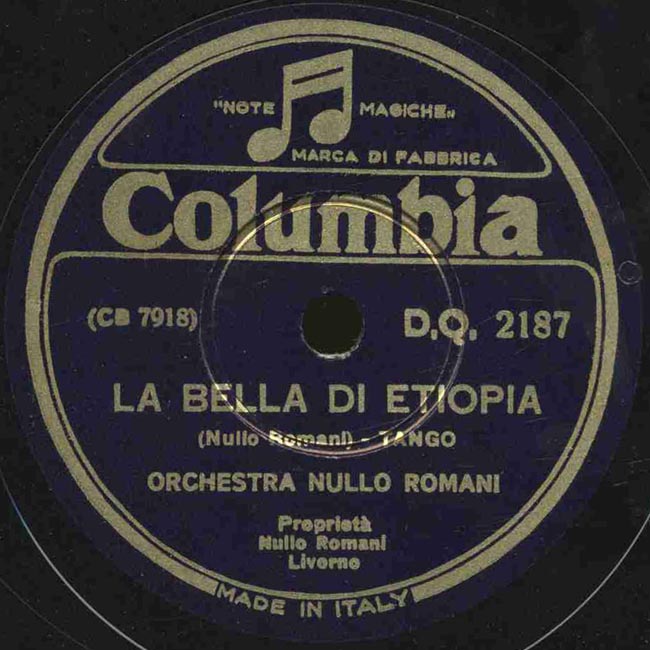 "NOTE MAGICHE"
MARCA DI FABBRICA
Columbia
(CB 7918) D.Q. 2187
LA BELLA DI ETIOPIA
(Nullo Romani) - TANGO
ORCHESTRA NULLO ROMANI
Proprietà
Nullo Romani
Livorno
MADE IN ITALY